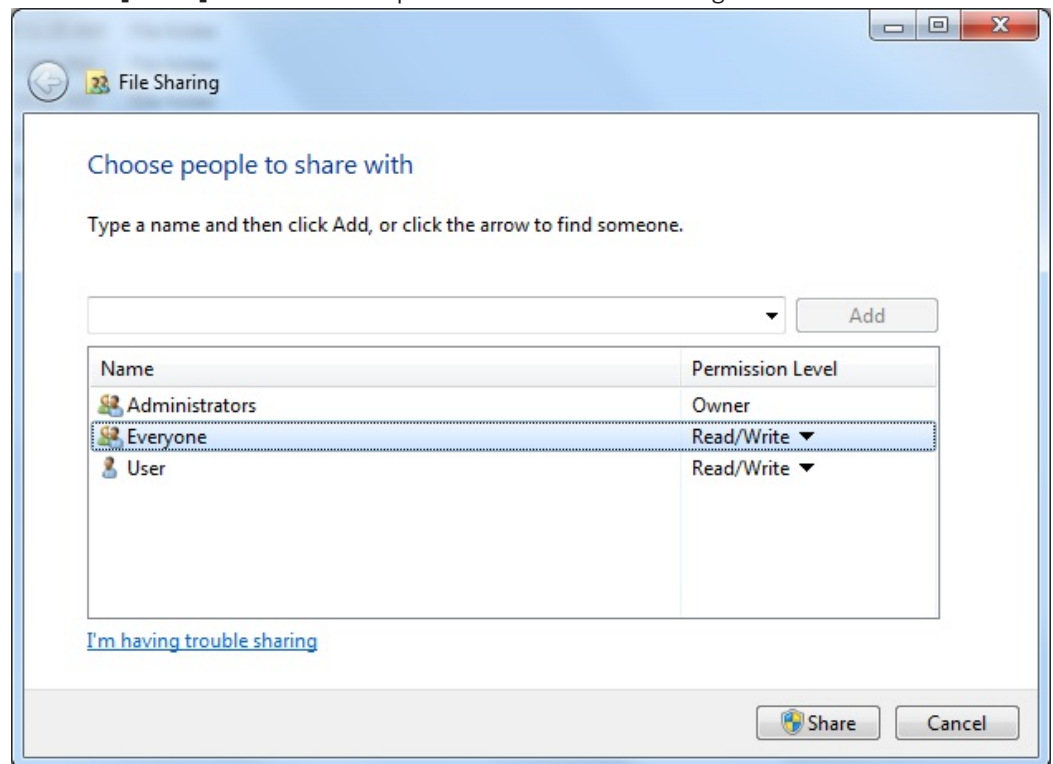 File Sharing
Choose people to share with
Type a name and then click Add, or click the arrow to find someone.
Add
Name Permission Level
Administrators Owner
Everyone Read/Write
User Read/Write
I'm having trouble sharing
Share Cancel